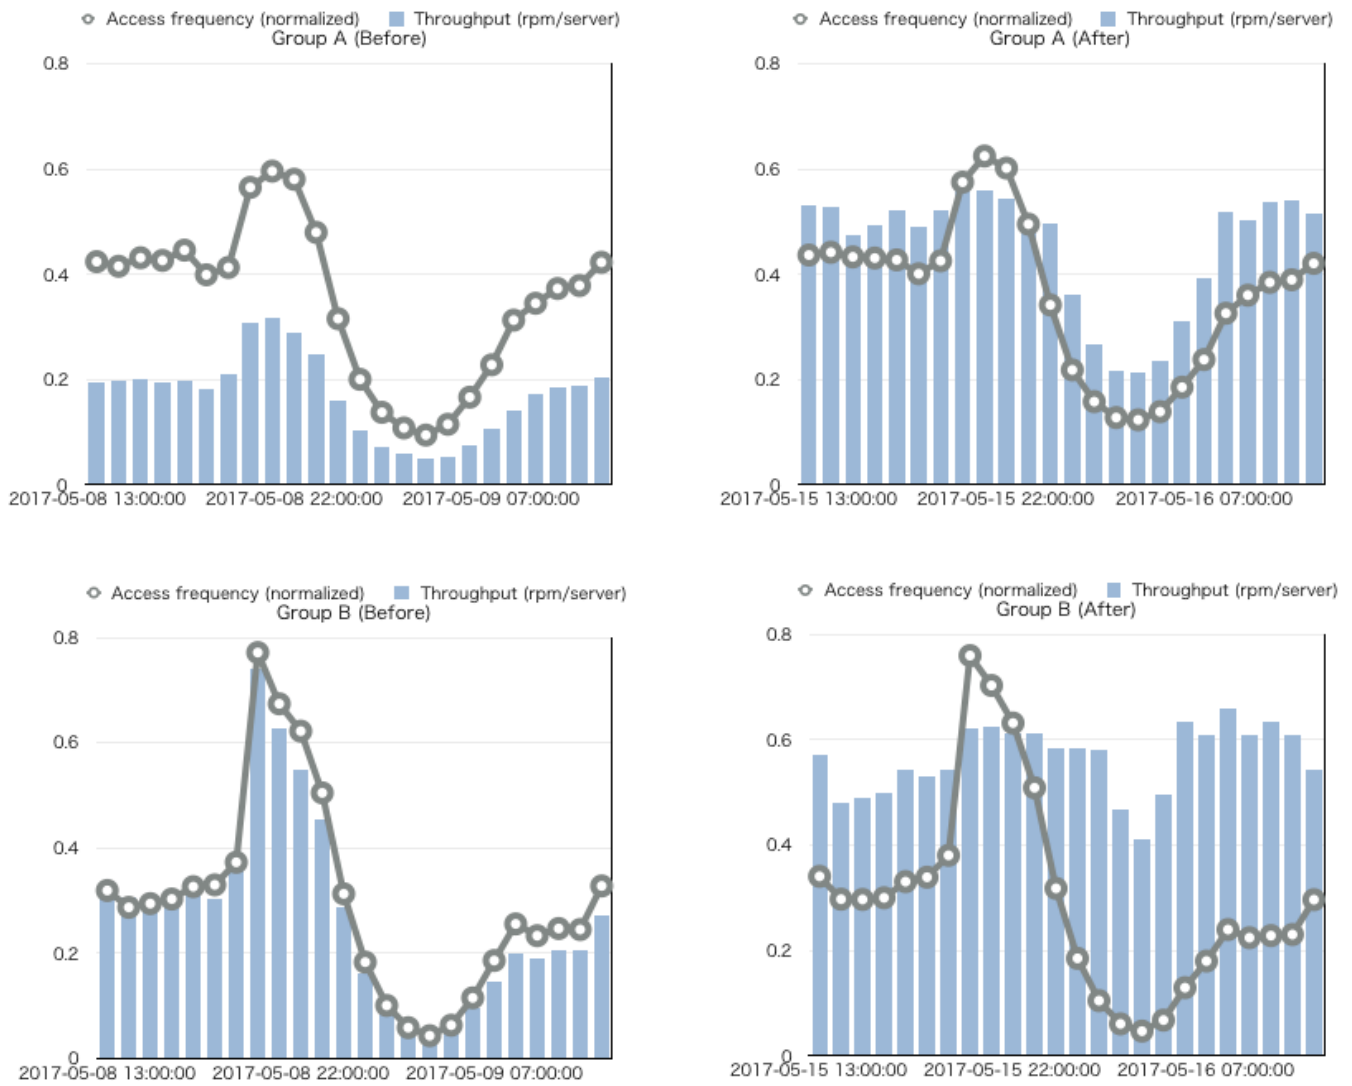 Access frequency (normalized) Throughput (rpm/server)
Group A (Before)
0.8
0.6
0.4
0.2
0
2017-05-08 13:00:00 2017-05-08 22:00:00 2017-05-09 07:00:00
Access frequency (normalized) Throughput (rpm/server)
Group A (After)
0.8
0.6
0.4
0.2
0
2017-05-15 13:00:00 2017-05-15 22:00:00 2017-05-16 07:00:00
Access frequency (normalized) Throughput (rpm/server)
Group B (Before)
0.8
0.6
0.4
0.2
0
2017-05-08 13:00:00 2017-05-08 22:00:00 2017-05-09 07:00:00
Access frequency (normalized) Throughput (rpm/server)
Group B (After)
0.8
0.6
0.4
0.2
0
2017-05-15 13:00:00 2017-05-15 22:00:00 2017-05-16 07:00:00